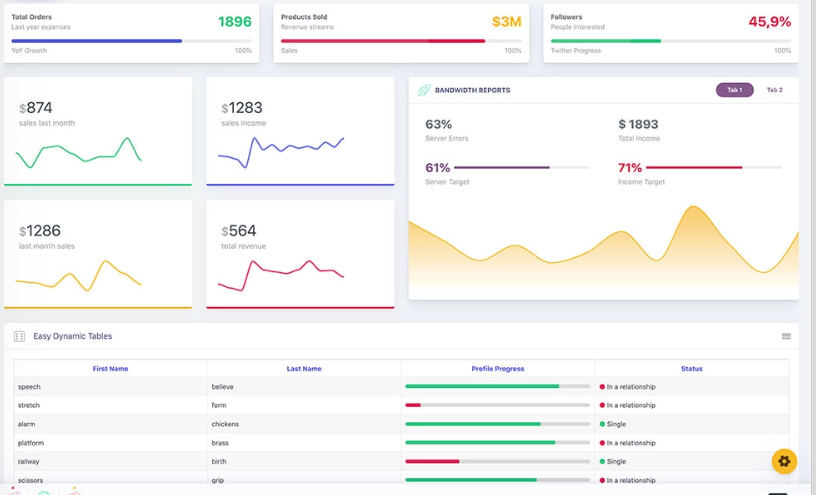 Total Orders
Last year expenses
1896
YoY Growth
100%
Products Sold
Revenue streams
$3M
Sales
100%
Followers
People Interested
45,9%
Twitter Progress
100%
$874
sales last month
$1283
sales Income
$1286
last month sales
$564
total revenue
BANDWIDTH REPORTS
Tab 1
Tab 2
63%
Server Errors
$ 1893
Total Income
61%
Server Target
71%
Income Target
Easy Dynamic Tables
First Name Last Name Profile Progress Status
speech believe In a relationship
stretch form In a relationship
alarm chickens Single
platform brass In a relationship
railway birth Single
scissors grip In a relationship